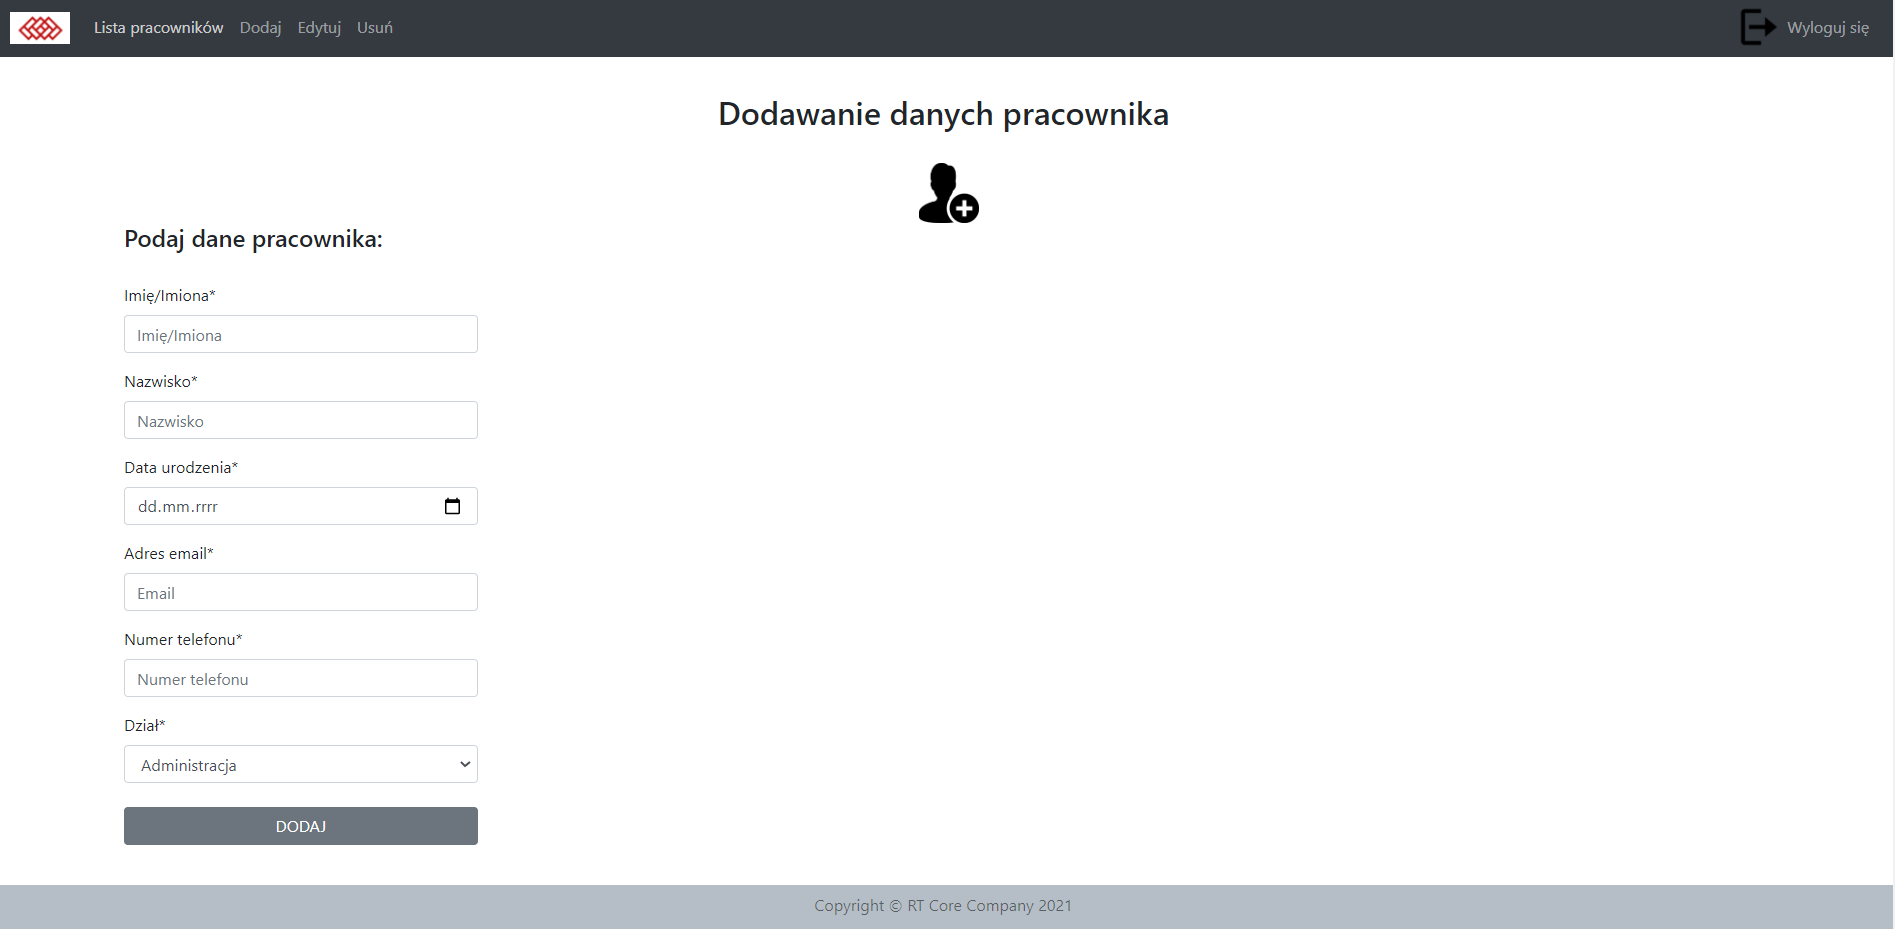 Lista pracowników Dodaj Edytuj Usuń Wyloguj się
Dodawanie danych pracownika
Podaj dane pracownika:
Imię/Imiona*
Imię/Imiona
Nazwisko*
Nazwisko
Data urodzenia*
dd.mm.rrrr
Adres email*
Email
Numer telefonu*
Numer telefonu
Dział*
Administracja
DODAJ
Copyright © RT Core Company 2021